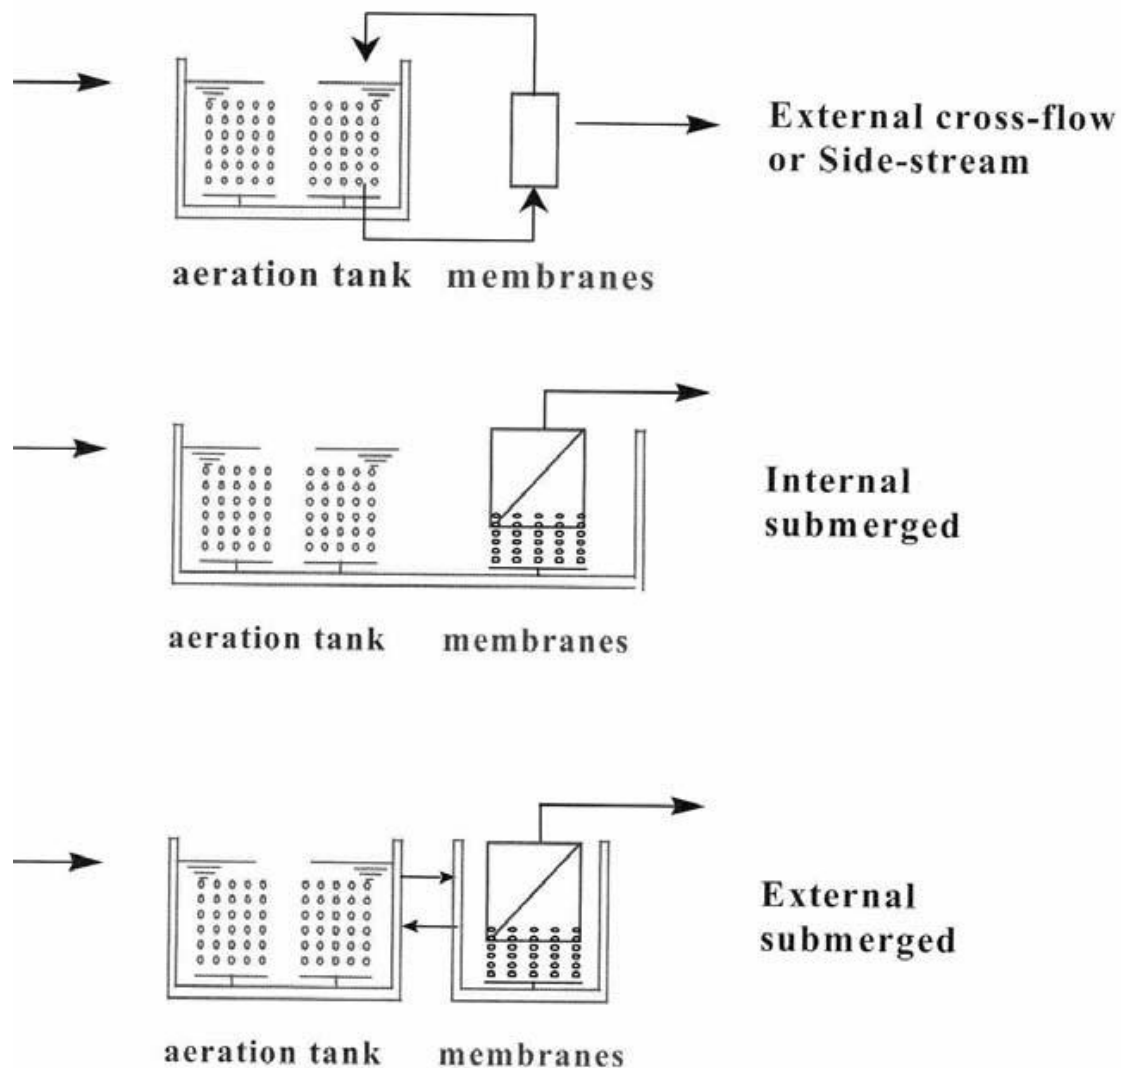 External cross-flow
or Side-stream
aeration tank membranes
Internal
submerged
aeration tank membranes
External
submerged
aeration tank membranes